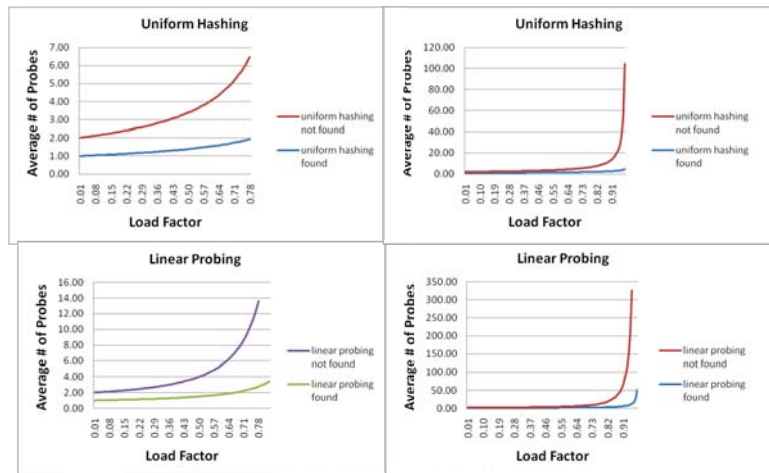 Uniform Hashing
Average # of Probes
7.00
6.00
5.00
4.00
3.00
2.00
1.00
0.00
0.01 0.08 0.15 0.22 0.29 0.36 0.43 0.50 0.57 0.64 0.71 0.78
Load Factor
uniform hashing
not found
uniform hashing
found
Uniform Hashing
Average # of Probes
120.00
100.00
80.00
60.00
40.00
20.00
0.00
0.01 0.10 0.19 0.28 0.37 0.46 0.55 0.64 0.73 0.82 0.91
Load Factor
uniform hashing
not found
uniform hashing
found
Linear Probing
Average # of Probes
16.00
14.00
12.00
10.00
8.00
6.00
4.00
2.00
0.00
0.01 0.08 0.15 0.22 0.29 0.36 0.43 0.50 0.57 0.64 0.71 0.78
Load Factor
linear probing
not found
linear probing
found
Linear Probing
Average # of Probes
350.00
300.00
250.00
200.00
150.00
100.00
50.00
0.00
0.01 0.10 0.19 0.28 0.37 0.46 0.55 0.64 0.73 0.82 0.91
Load Factor
linear probing
not found
linear probing
found